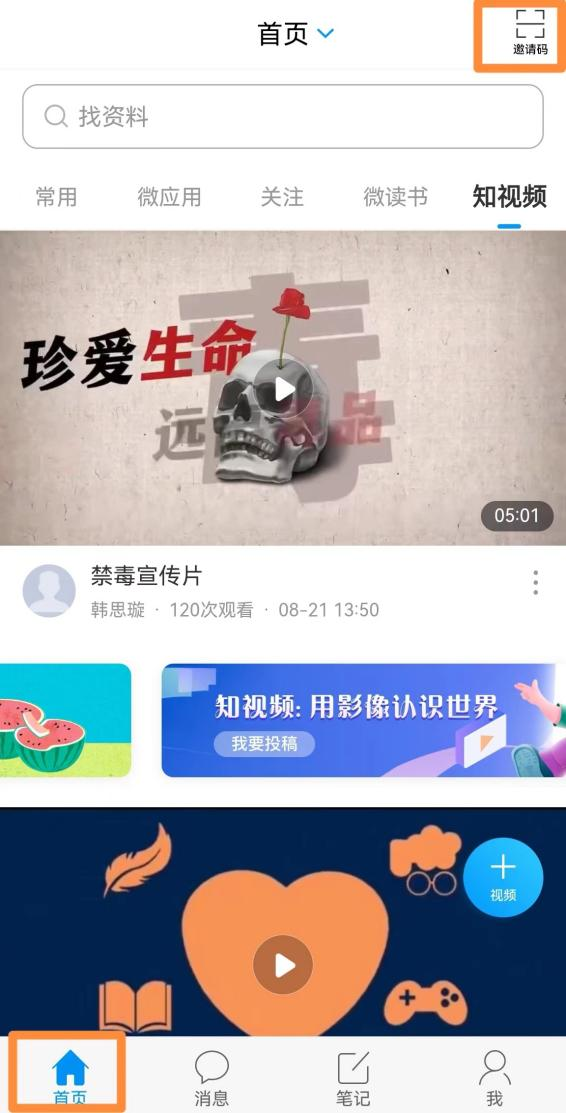 首页
邀请码
找资料
常用
微应用
关注
微读书
知视频
珍爱生命
毒
远
毒品
05:01
禁毒宣传片
韩思璇 · 120次观看 · 08-21 13:50
知视频: 用影像认识世界
我要投稿
视频
首页
消息
笔记
我